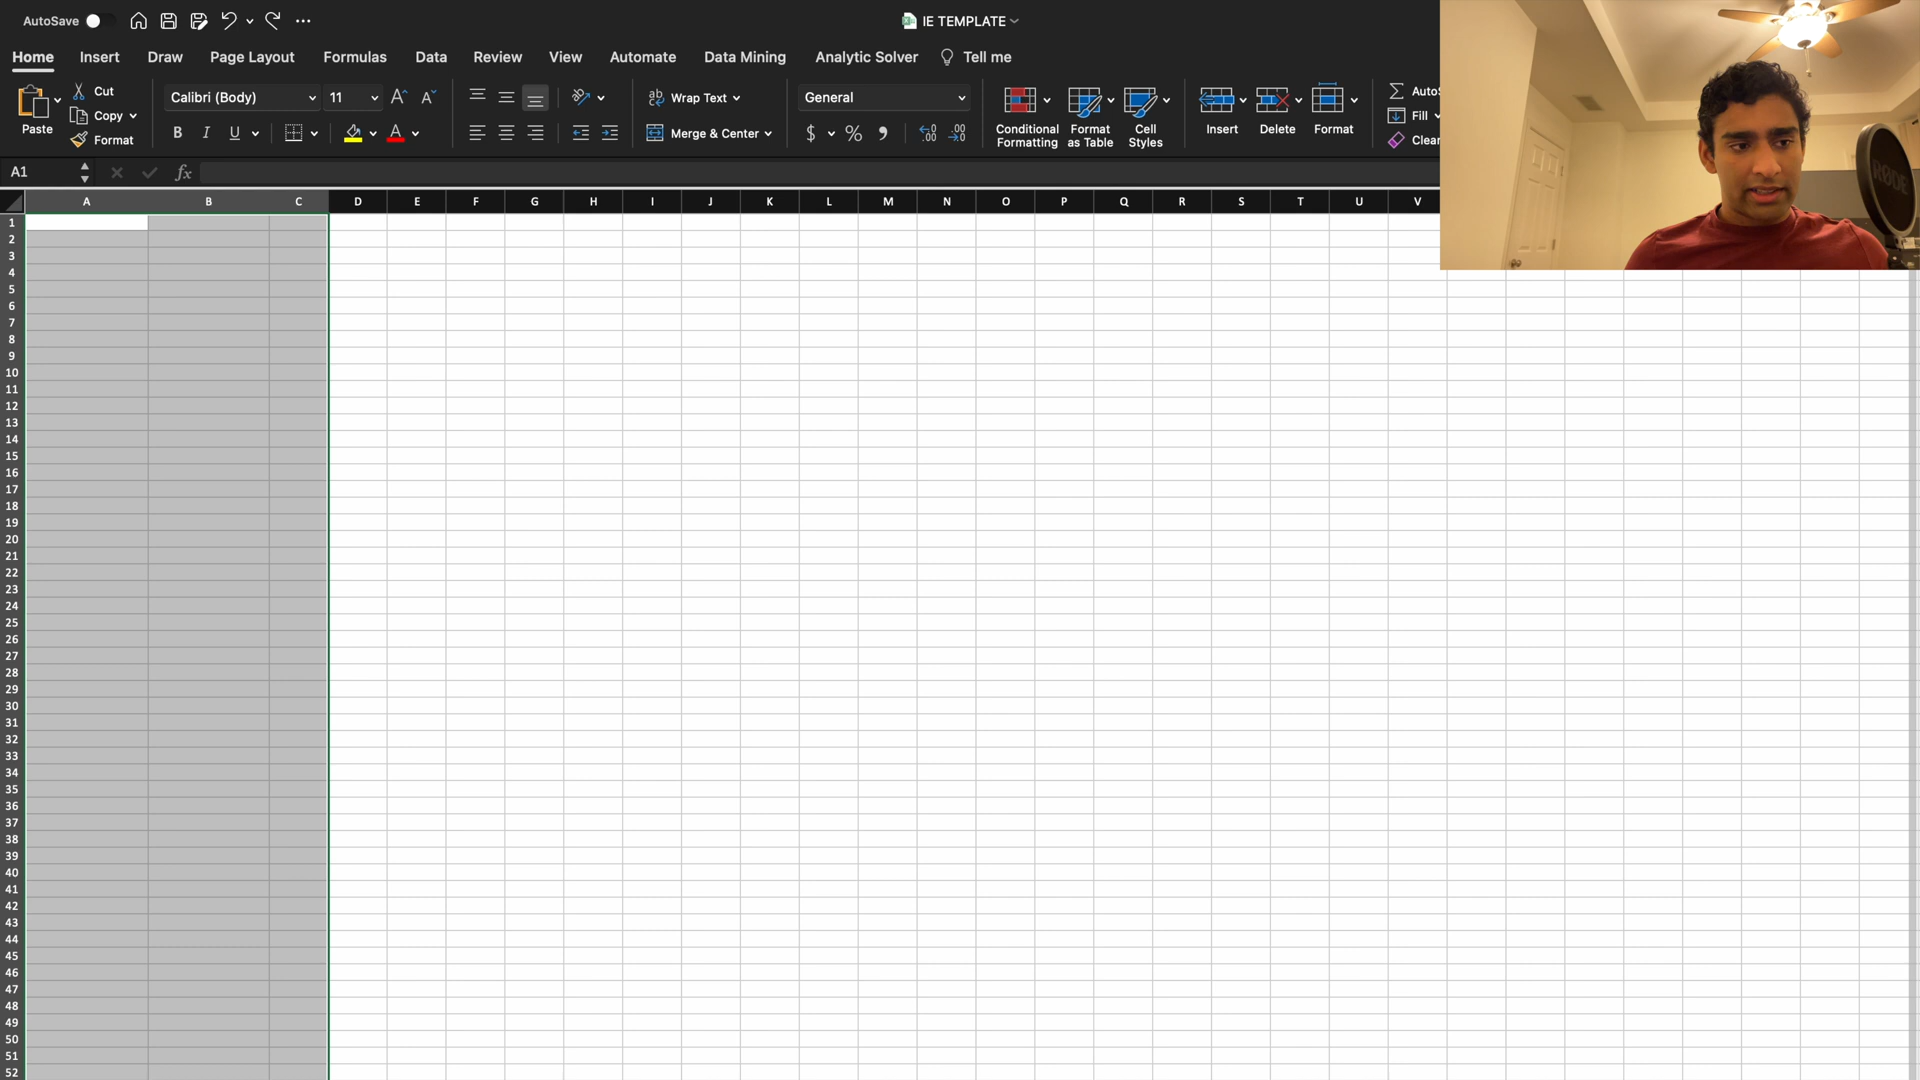 AutoSave
IE TEMPLATE
Home Insert Draw Page Layout Formulas Data Review View Automate Data Mining Analytic Solver Tell me
Paste
Cut
Copy
Format
Calibri (Body) 11
B I U
A
Wrap Text
Merge & Center
General
$ % 9
Conditional Formatting
Format as Table
Cell Styles
Insert
Delete
Format
AutoS
Fill
Clear
A1 fx
A B C D E F G H I J K L M N O P Q R S T U V
1
2
3
4
5
6
7
8
9
10
11
12
13
14
15
16
17
18
19
20
21
22
23
24
25
26
27
28
29
30
31
32
33
34
35
36
37
38
39
40
41
42
43
44
45
46
47
48
49
50
51
52
RØDE